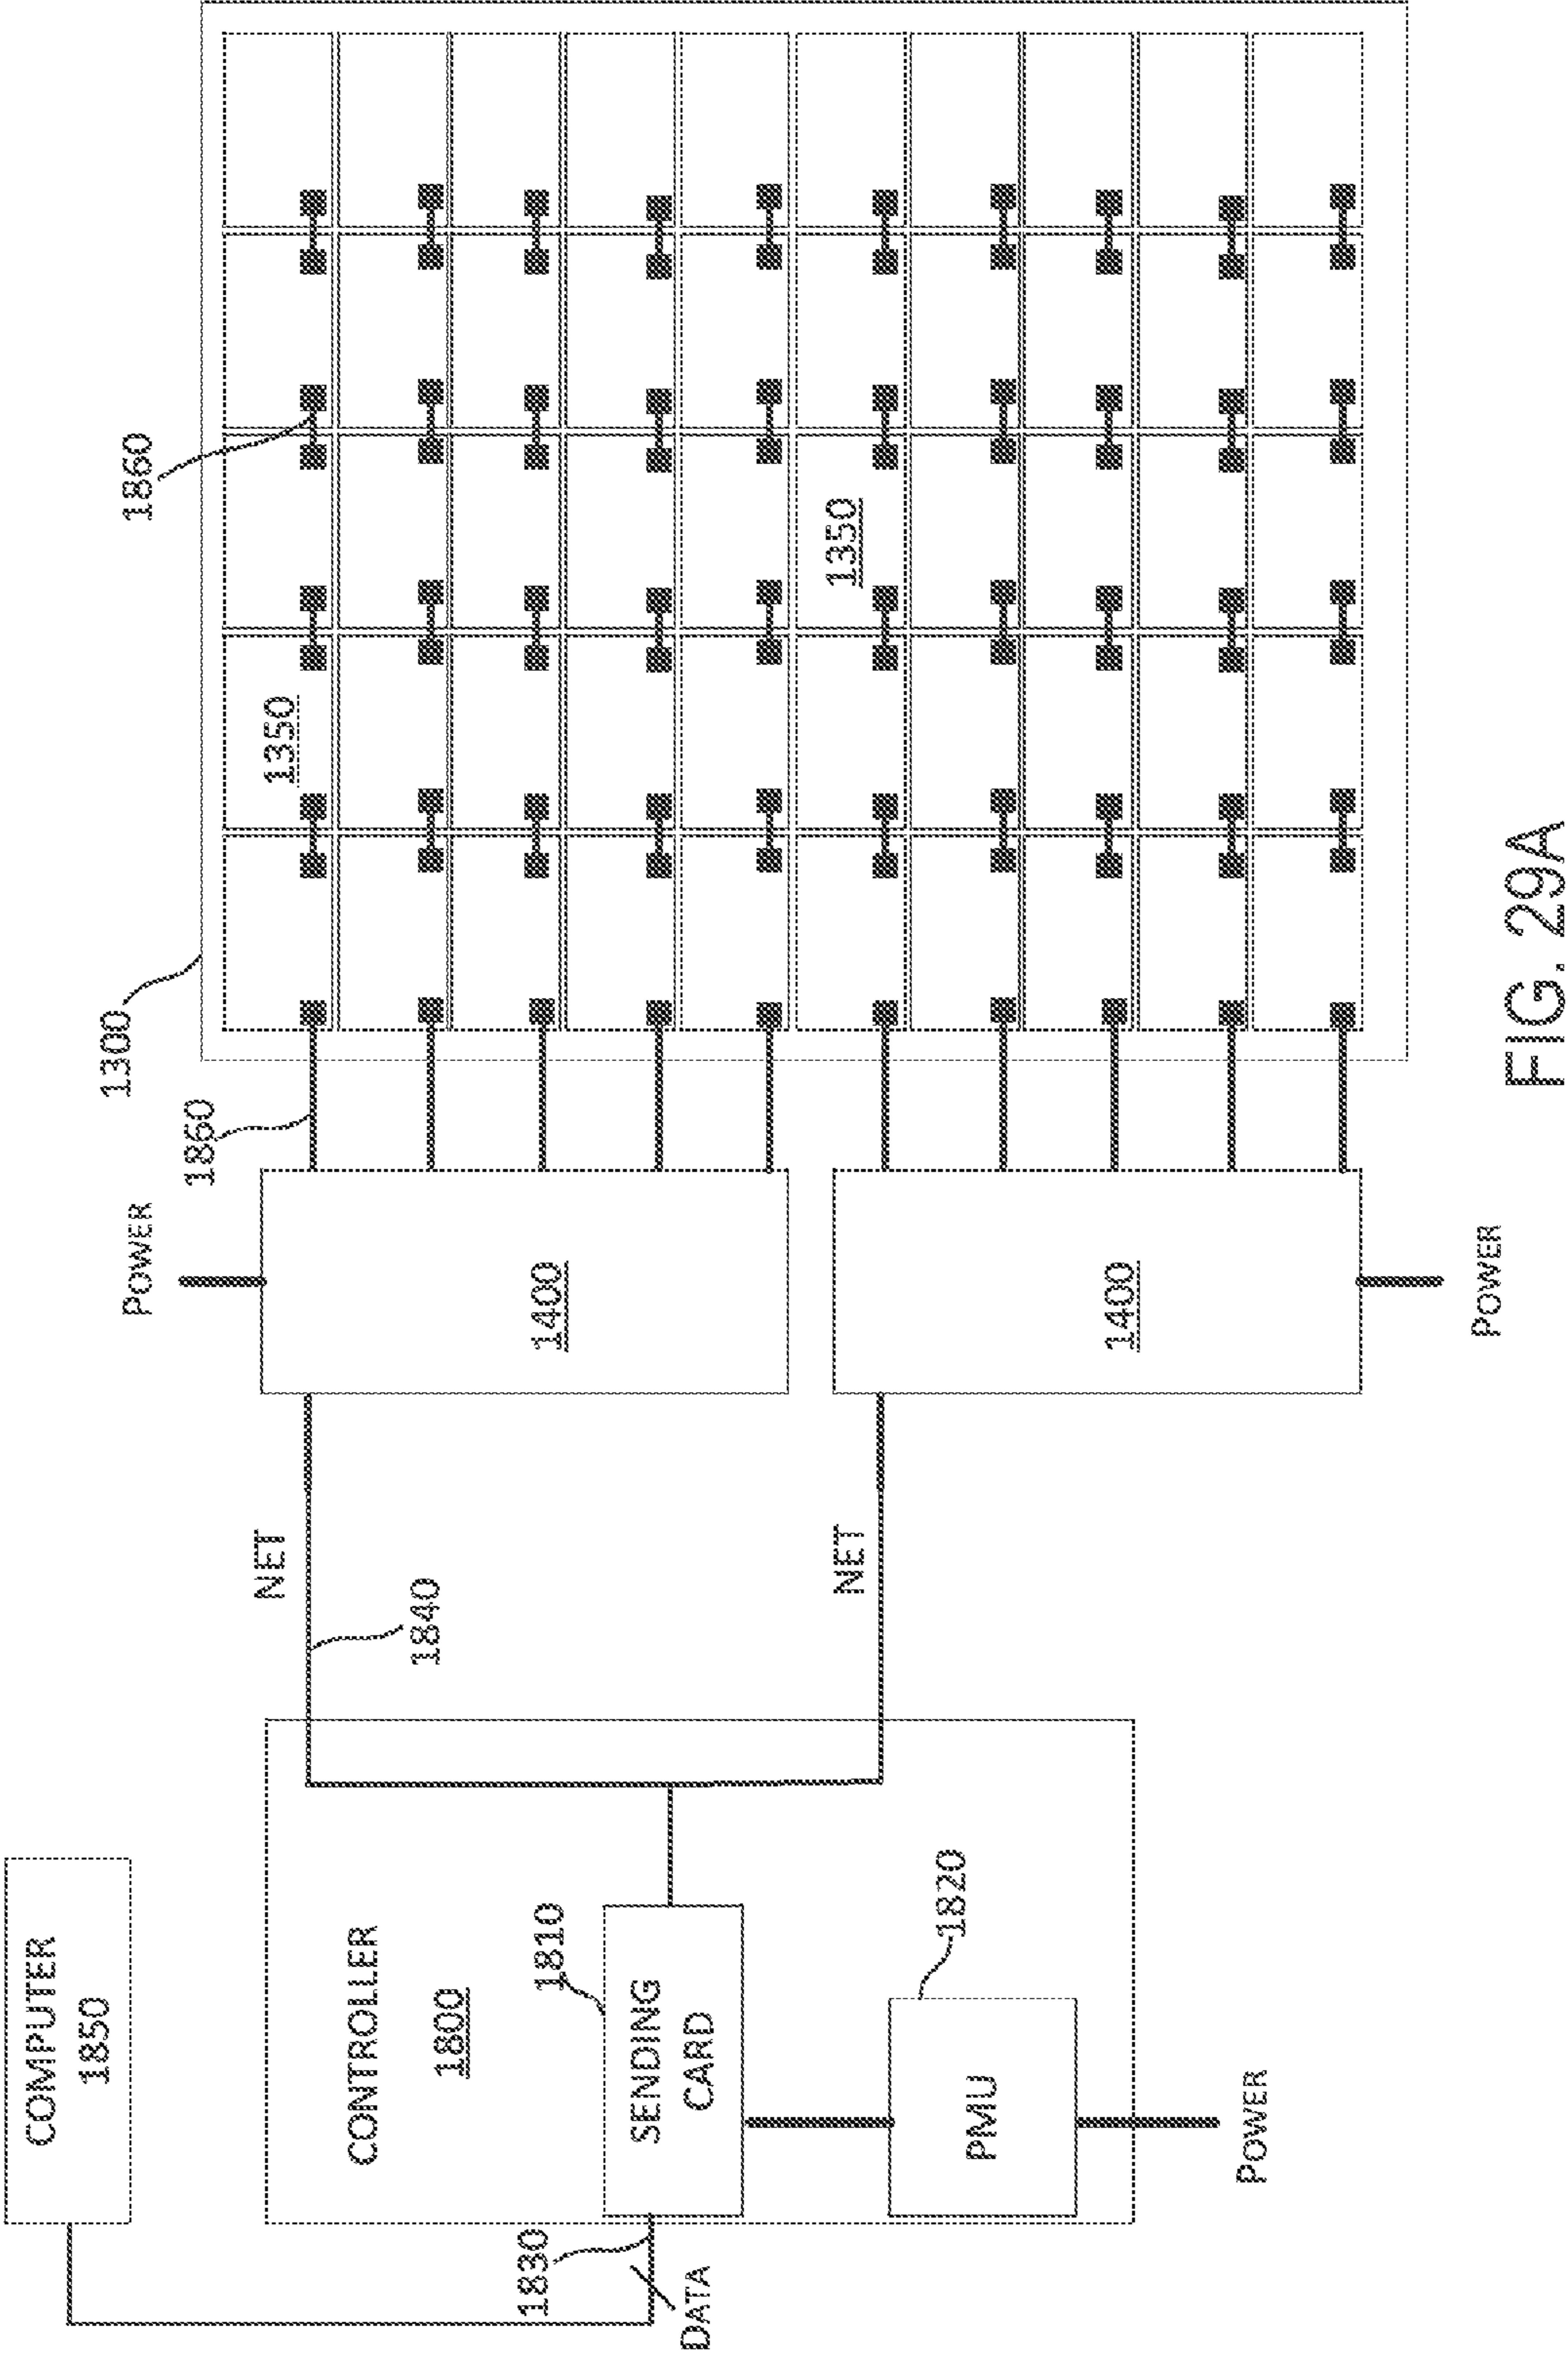 COMPUTER
1850
CONTROLLER
1800
1810
SENDING
CARD
1820
PMU
POWER
1830
DATA
NET
1840
NET
POWER
1400
1400
POWER
1860
1300
1860
1350
1350
FIG. 29A